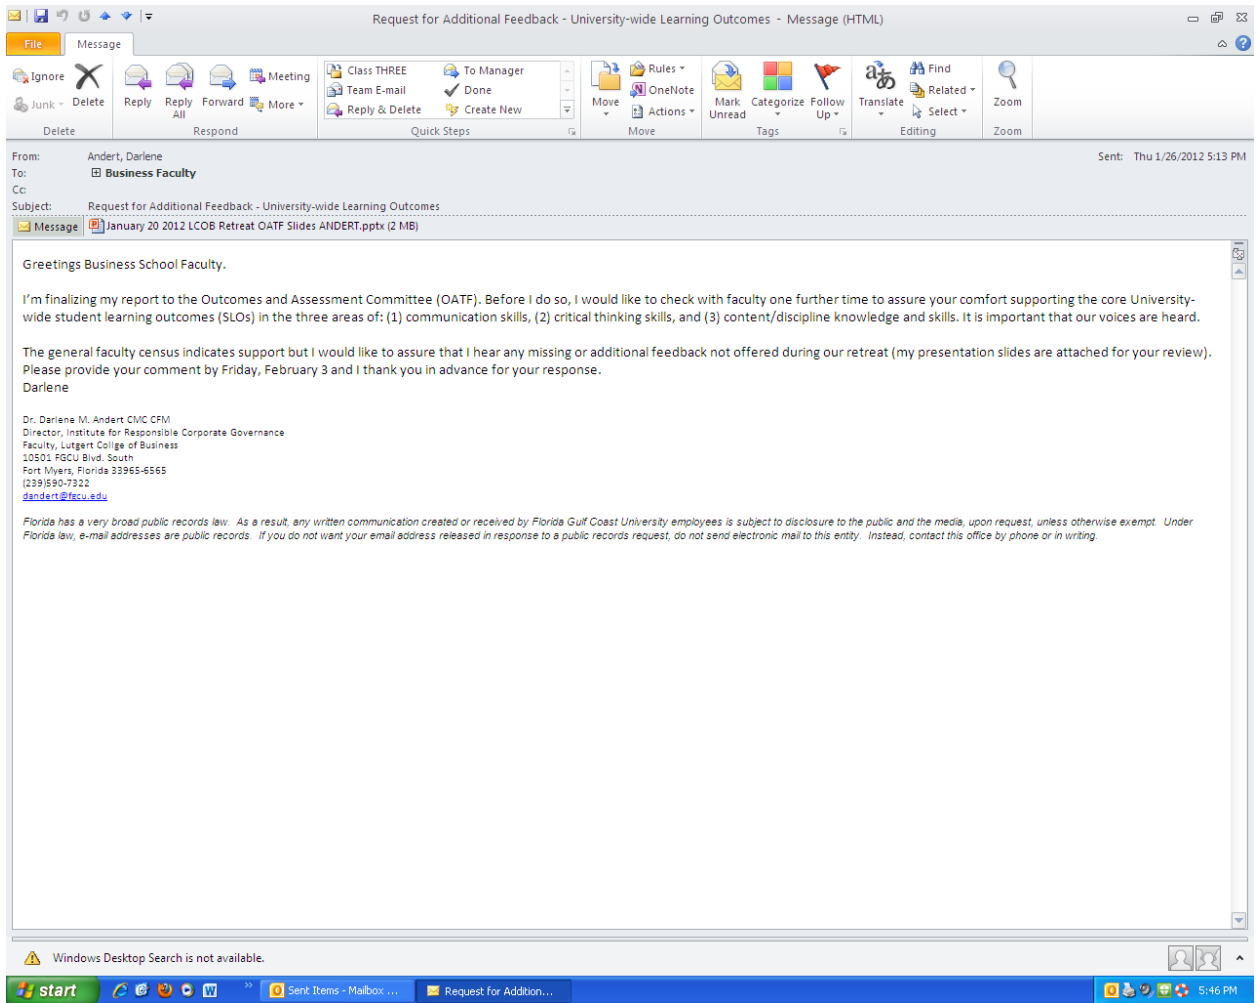 Request for Additional Feedback - University-wide Learning Outcomes - Message (HTML)
File Message
Ignore
Junk
Delete
Reply
Reply All
Forward
Meeting
More
Class THREE
Team E-mail
Reply & Delete
To Manager
Done
Create New
Move
Rules
OneNote
Actions
Mark Unread
Categorize
Follow Up
Translate
Find
Related
Select
Zoom
Delete Respond Quick Steps Move Tags Editing Zoom
From: Andert, Darlene Sent: Thu 1/26/2012 5:13 PM
To: Business Faculty
Cc:
Subject: Request for Additional Feedback - University-wide Learning Outcomes
Message January 20 2012 LCOB Retreat OATF Slides ANDERT.pptx (2 MB)
Greetings Business School Faculty.
I'm finalizing my report to the Outcomes and Assessment Committee (OATF). Before I do so, I would like to check with faculty one further time to assure your comfort supporting the core University-
wide student learning outcomes (SLOs) in the three areas of: (1) communication skills, (2) critical thinking skills, and (3) content/discipline knowledge and skills. It is important that our voices are heard.
The general faculty census indicates support but I would like to assure that I hear any missing or additional feedback not offered during our retreat (my presentation slides are attached for your review).
Please provide your comment by Friday, February 3 and I thank you in advance for your response.
Darlene
Dr. Darlene M. Andert CMC CFM
Director, Institute for Responsible Corporate Governance
Faculty, Lutgert Collge of Business
10501 FGCU Blvd. South
Fort Myers, Florida 33965-6565
(239)590-7322
dandert@fgcu.edu
Florida has a very broad public records law. As a result, any written communication created or received by Florida Gulf Coast University employees is subject to disclosure to the public and the media, upon request, unless otherwise exempt. Under
Florida law, e-mail addresses are public records. If you do not want your email address released in response to a public records request, do not send electronic mail to this entity. Instead, contact this office by phone or in writing.
Windows Desktop Search is not available.
start Sent Items - Mailbox ... Request for Addition... 5:46 PM